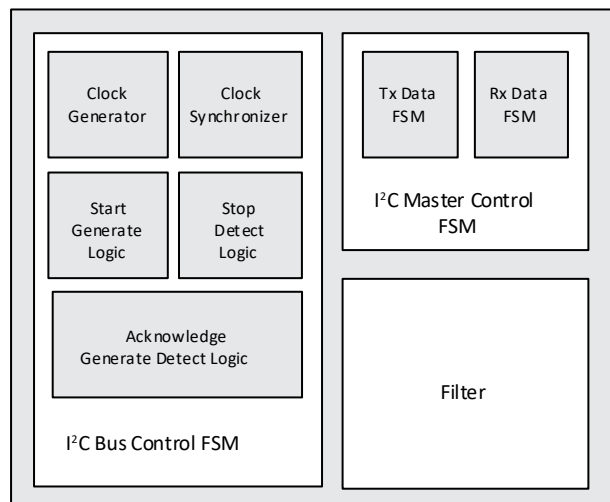 Clock
Generator
Clock
Synchronizer
Start
Generate
Logic
Stop
Detect
Logic
Acknowledge
Generate Detect Logic
I²C Bus Control FSM
Tx Data
FSM
Rx Data
FSM
I²C Master Control
FSM
Filter